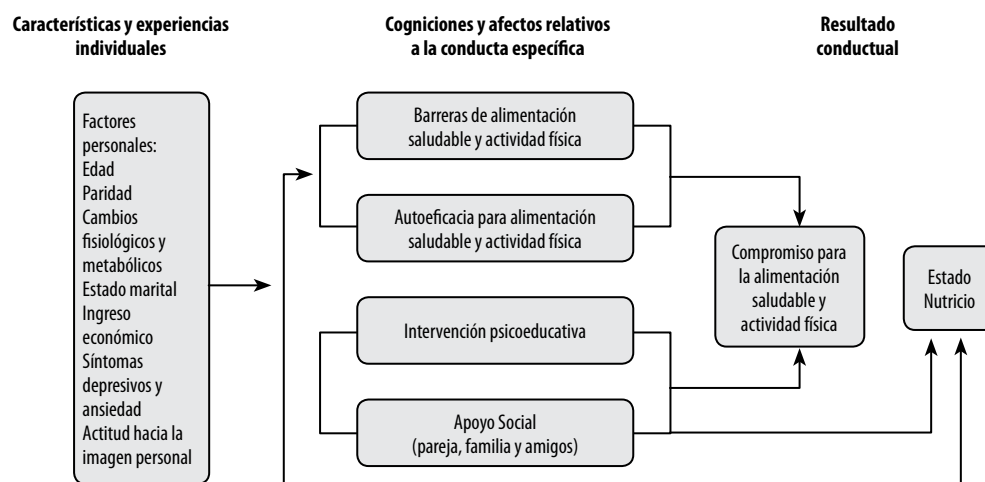 Características y experiencias
individuales
Cogniciones y afectos relativos
a la conducta específica
Resultado
conductual
Factores
personales:
Edad
Paridad
Cambios
fisiológicos y
metabólicos
Estado marital
Ingreso
económico
Síntomas
depresivos y
ansiedad
Actitud hacia la
imagen personal
Barreras de alimentación
saludable y actividad física
Autoeficacia para alimentación
saludable y actividad física
Intervención psicoeducativa
Apoyo Social
(pareja, familia y amigos)
Compromiso para
la alimentación
saludable y
actividad física
Estado
Nutricio